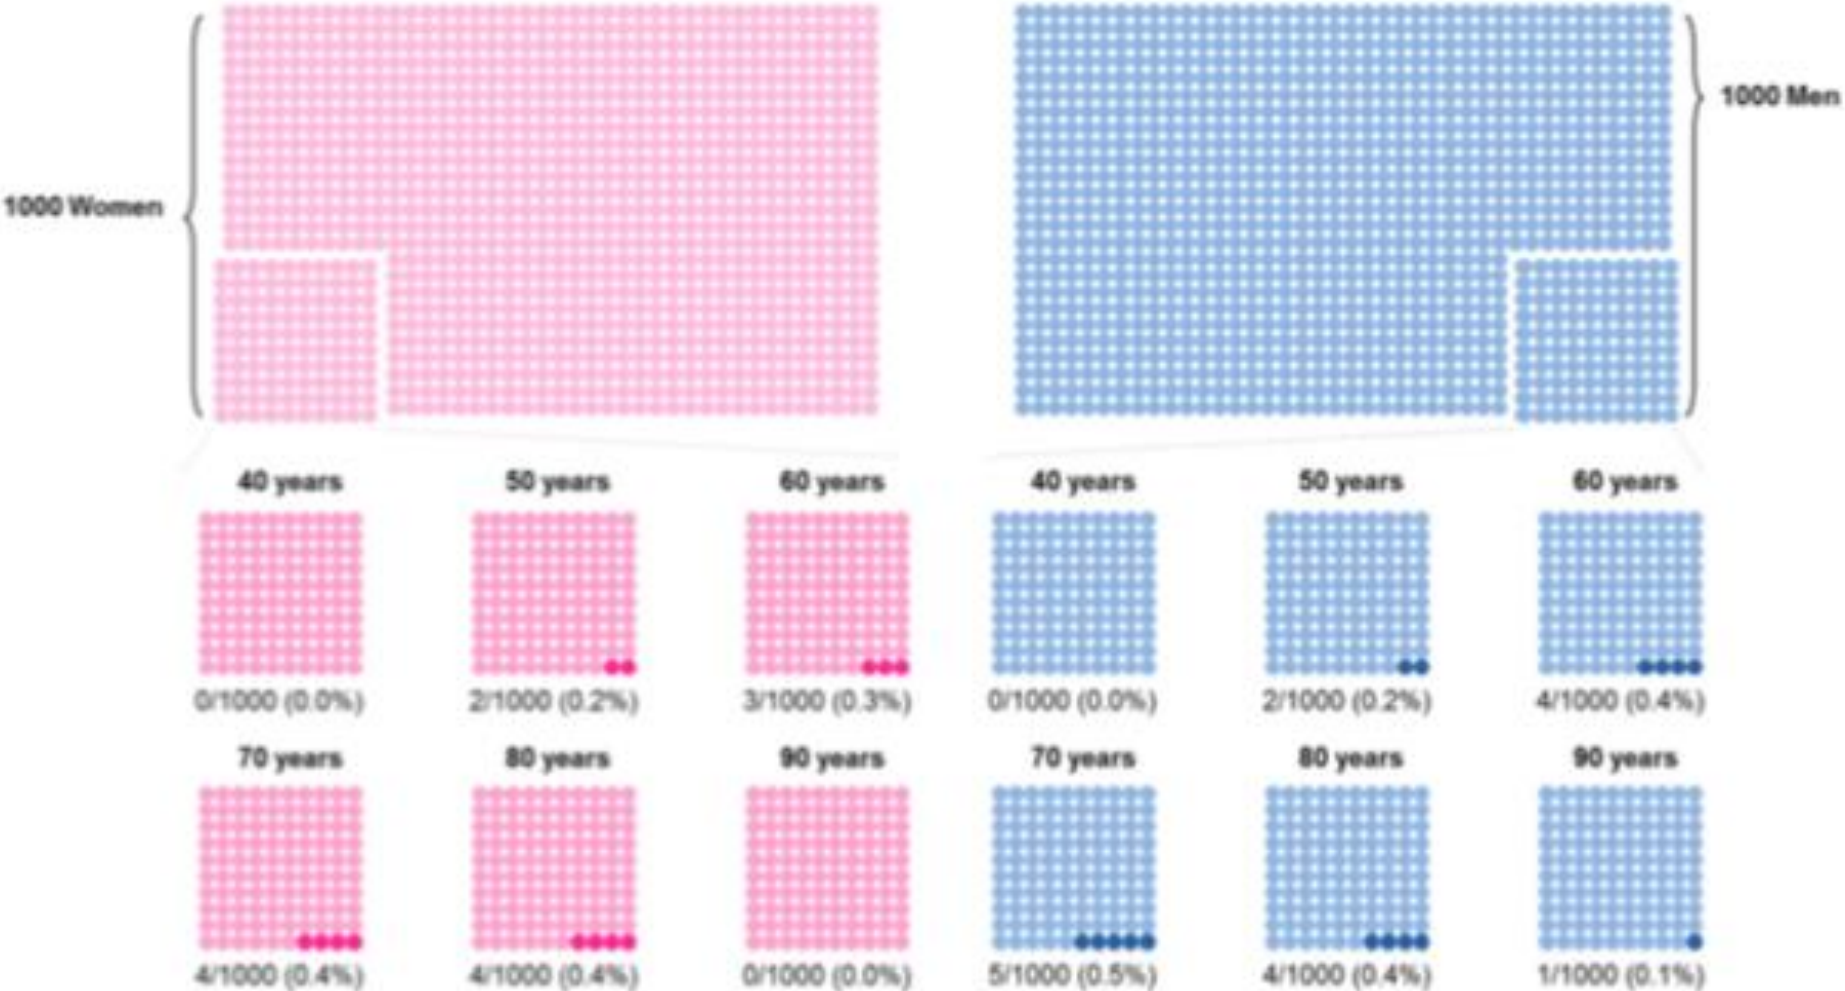 1000 Women
1000 Men
40 years
50 years
60 years
40 years
50 years
60 years
0/1000 (0.0%)
2/1000 (0.2%)
3/1000 (0.3%)
0/1000 (0.0%)
2/1000 (0.2%)
4/1000 (0.4%)
70 years
80 years
90 years
70 years
80 years
90 years
4/1000 (0.4%)
4/1000 (0.4%)
0/1000 (0.0%)
5/1000 (0.5%)
4/1000 (0.4%)
1/1000 (0.1%)